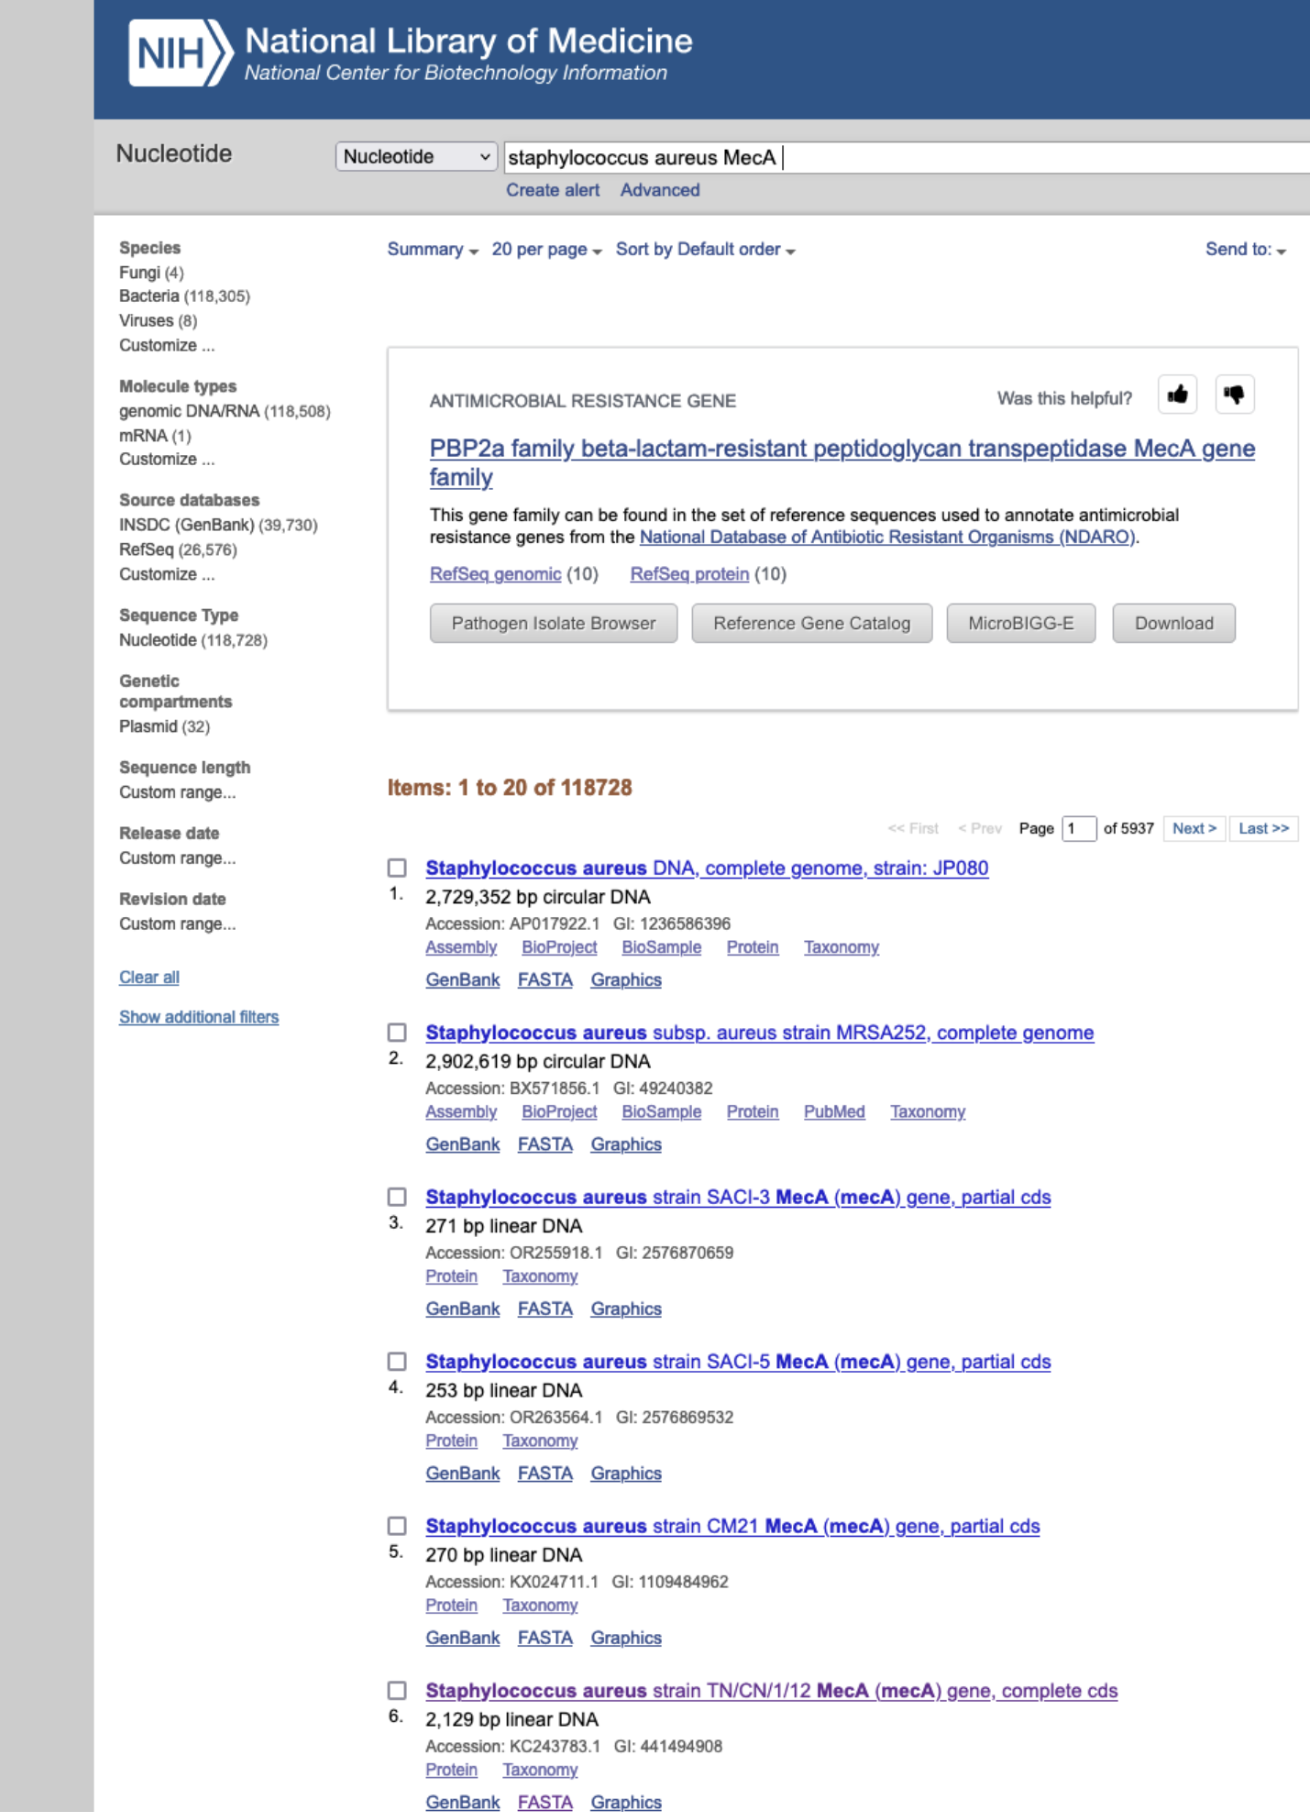 NIH
National Library of Medicine
National Center for Biotechnology Information
Nucleotide
Nucleotide
staphylococcus aureus MecA
Create alert Advanced
Species
Fungi (4)
Bacteria (118,305)
Viruses (8)
Customize ...
Molecule types
genomic DNA/RNA (118,508)
mRNA (1)
Customize ...
Source databases
INSDC (GenBank) (39,730)
RefSeq (26,576)
Customize ...
Sequence Type
Nucleotide (118,728)
Genetic
compartments
Plasmid (32)
Sequence length
Custom range...
Release date
Custom range...
Revision date
Custom range...
Clear all
Show additional filters
Summary 20 per page Sort by Default order Send to:
ANTIMICROBIAL RESISTANCE GENE Was this helpful?
PBP2a family beta-lactam-resistant peptidoglycan transpeptidase MecA gene
family
This gene family can be found in the set of reference sequences used to annotate antimicrobial
resistance genes from the National Database of Antibiotic Resistant Organisms (NDARO).
RefSeq genomic (10) RefSeq protein (10)
Pathogen Isolate Browser Reference Gene Catalog MicroBIGG-E Download
Items: 1 to 20 of 118728
<< First < Prev Page 1 of 5937 Next > Last >>
Staphylococcus aureus DNA, complete genome, strain: JP080
1. 2,729,352 bp circular DNA
Accession: AP017922.1 GI: 1236586396
Assembly BioProject BioSample Protein Taxonomy
GenBank FASTA Graphics
Staphylococcus aureus subsp. aureus strain MRSA252, complete genome
2. 2,902,619 bp circular DNA
Accession: BX571856.1 GI: 49240382
Assembly BioProject BioSample Protein PubMed Taxonomy
GenBank FASTA Graphics
Staphylococcus aureus strain SACI-3 MecA (mecA) gene, partial cds
3. 271 bp linear DNA
Accession: OR255918.1 GI: 2576870659
Protein Taxonomy
GenBank FASTA Graphics
Staphylococcus aureus strain SACI-5 MecA (mecA) gene, partial cds
4. 253 bp linear DNA
Accession: OR263564.1 GI: 2576869532
Protein Taxonomy
GenBank FASTA Graphics
Staphylococcus aureus strain CM21 MecA (mecA) gene, partial cds
5. 270 bp linear DNA
Accession: KX024711.1 GI: 1109484962
Protein Taxonomy
GenBank FASTA Graphics
Staphylococcus aureus strain TN/CN/1/12 MecA (mecA) gene, complete cds
6. 2,129 bp linear DNA
Accession: KC243783.1 GI: 441494908
Protein Taxonomy
GenBank FASTA Graphics